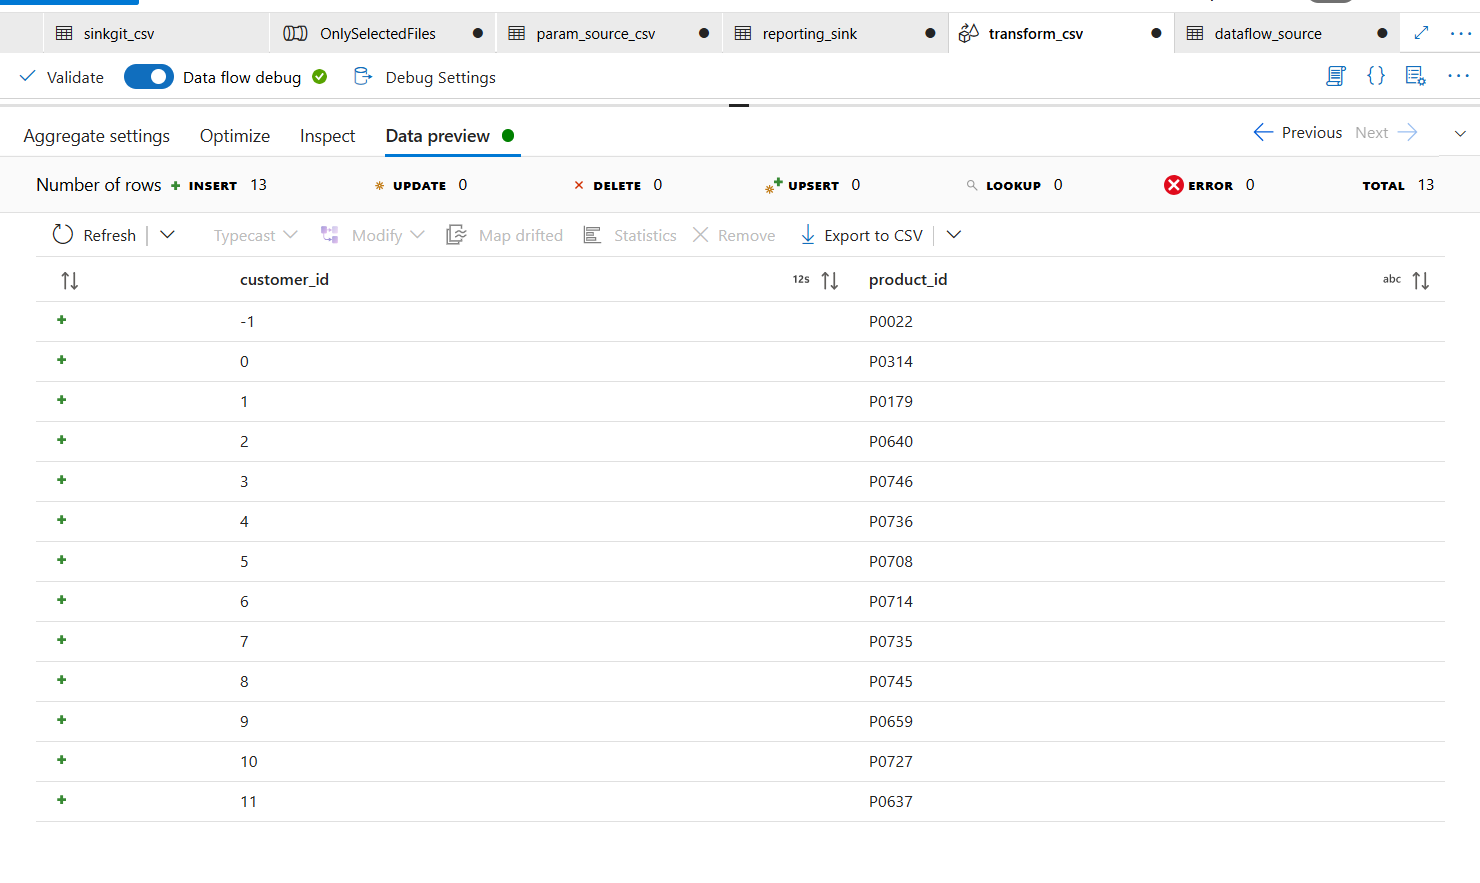 sinkgit_csv OnlySelectedFiles param_source_csv reporting_sink transform_csv dataflow_source
Validate Data flow debug Debug Settings
Aggregate settings Optimize Inspect Data preview Previous Next
Number of rows INSERT 13 UPDATE 0 DELETE 0 UPSERT 0 LOOKUP 0 ERROR 0 TOTAL 13
Refresh Typecast Modify Map drifted Statistics Remove Export to CSV
customer_id 12s product_id abc
-1 P0022
0 P0314
1 P0179
2 P0640
3 P0746
4 P0736
5 P0708
6 P0714
7 P0735
8 P0745
9 P0659
10 P0727
11 P0637